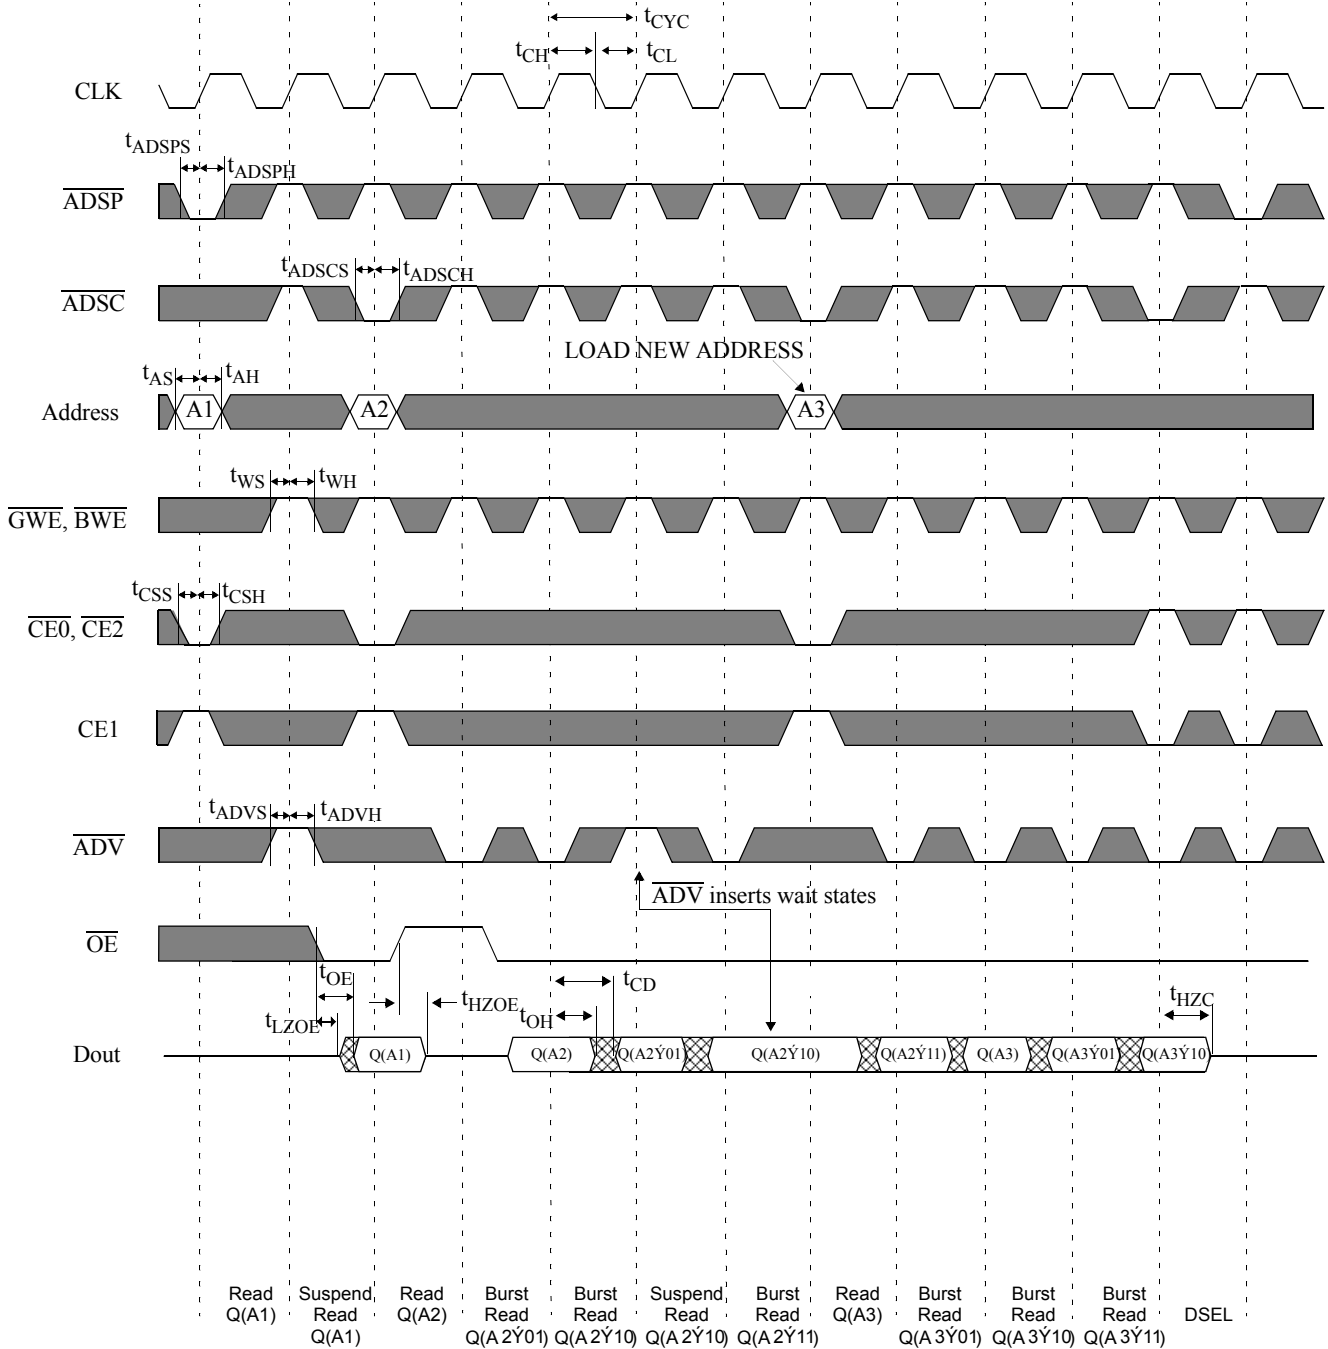 tCYC
tCH
tCL
CLK
tADSPS
tADSPH
ADSP
tADSCS
tADSCH
ADSC
LOAD NEW ADDRESS
tAS
tAH
Address
A1
A2
A3
tWS
tWH
GWE, BWE
tCSS
tCSH
CE0, CE2
CE1
tADVS
tADVH
ADV
ADV inserts wait states
OE
tOE
tLZOE
tHZOE
tOH
tCD
tHZC
Dout
Q(A1)
Q(A2)
Q(A2Ý01)
Q(A2Ý10)
Q(A2Ý11)
Q(A3)
Q(A3Ý01)
Q(A3Ý10)
Read
Q(A1)
Suspend
Read
Q(A1)
Read
Q(A2)
Burst
Read
Q(A 2Ý01)
Burst
Read
Q(A 2Ý10)
Suspend
Read
Q(A 2Ý10)
Burst
Read
Q(A 2Ý11)
Read
Q(A3)
Burst
Read
Q(A 3Ý01)
Burst
Read
Q(A 3Ý10)
Burst
Read
Q(A 3Ý11)
DSEL